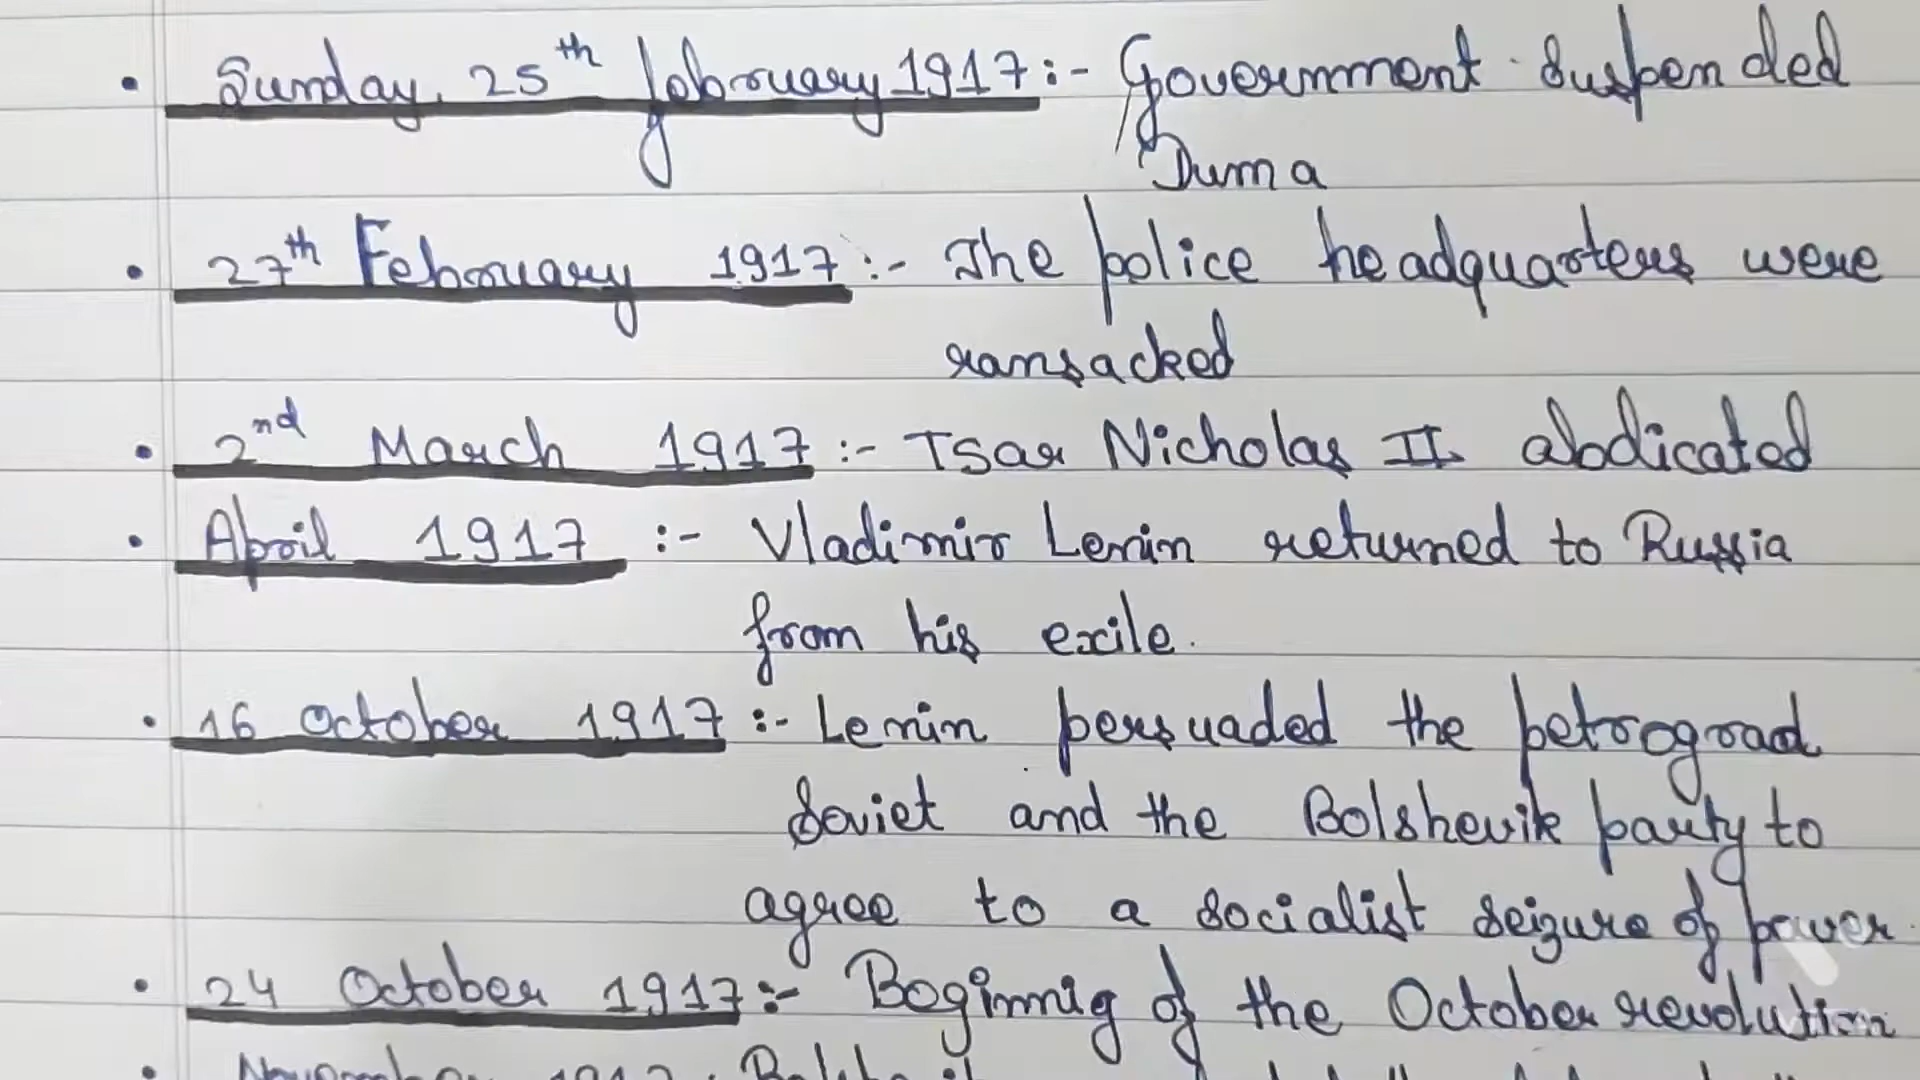 • Sunday, 25th february 1917 :- Government suspended
Duma
• 27th February 1917 :- The police headquarters were
ransacked
• 2nd March 1917 :- Tsar Nicholas II abdicated
• April 1917 :- Vladimir Lenin returned to Russia
from his exile.
• 16 October 1917 :- Lenin persuaded the petrograd
Soviet and the Bolshevik party to
agree to a socialist seizure of power.
• 24 October 1917 :- Beginnig of the October revolution